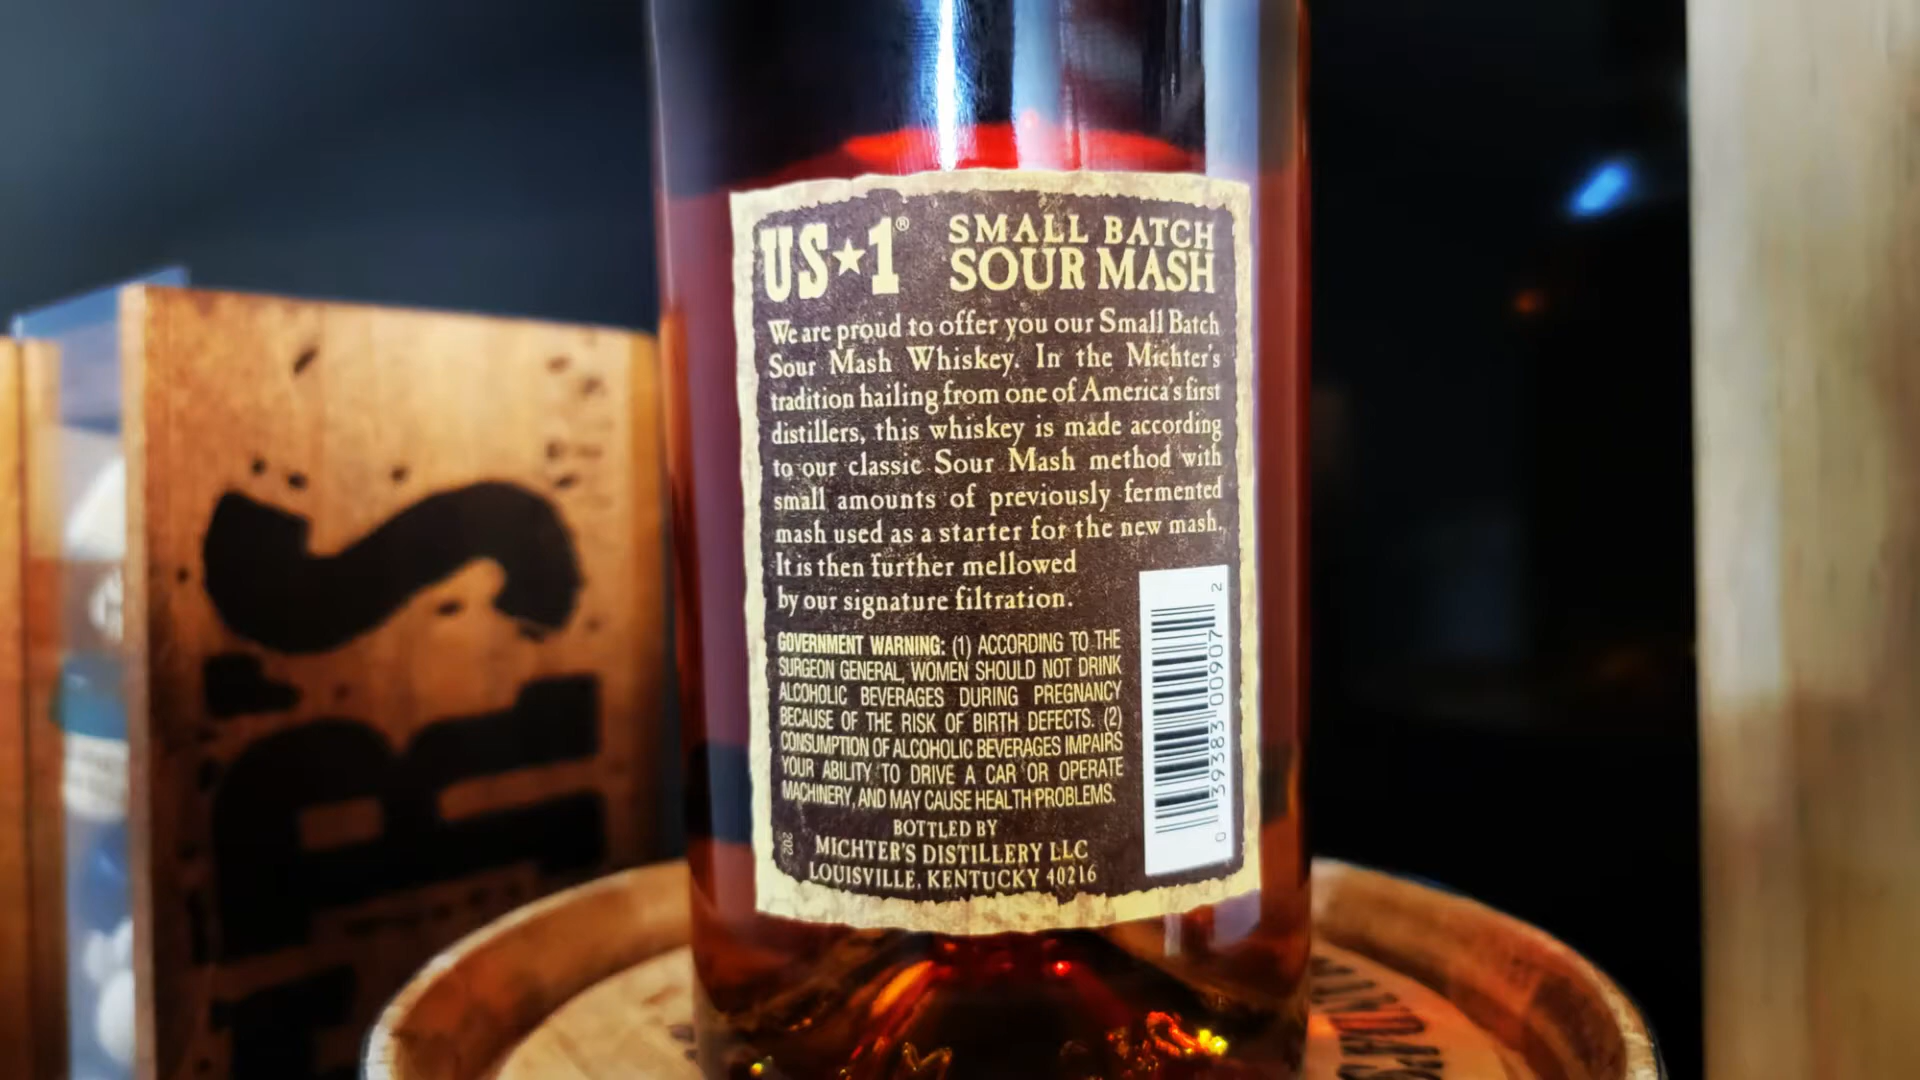 US★1® SMALL BATCH
SOUR MASH
We are proud to offer you our Small Batch
Sour Mash Whiskey. In the Michter's
tradition hailing from one of America's first
distillers, this whiskey is made according
to our classic Sour Mash method with
small amounts of previously fermented
mash used as a starter for the new mash.
It is then further mellowed
by our signature filtration.
GOVERNMENT WARNING: (1) ACCORDING TO THE
SURGEON GENERAL, WOMEN SHOULD NOT DRINK
ALCOHOLIC BEVERAGES DURING PREGNANCY
BECAUSE OF THE RISK OF BIRTH DEFECTS. (2)
CONSUMPTION OF ALCOHOLIC BEVERAGES IMPAIRS
YOUR ABILITY TO DRIVE A CAR OR OPERATE
MACHINERY, AND MAY CAUSE HEALTH PROBLEMS.
BOTTLED BY
MICHTER'S DISTILLERY LLC
LOUISVILLE, KENTUCKY 40216
0 39383 00907 2